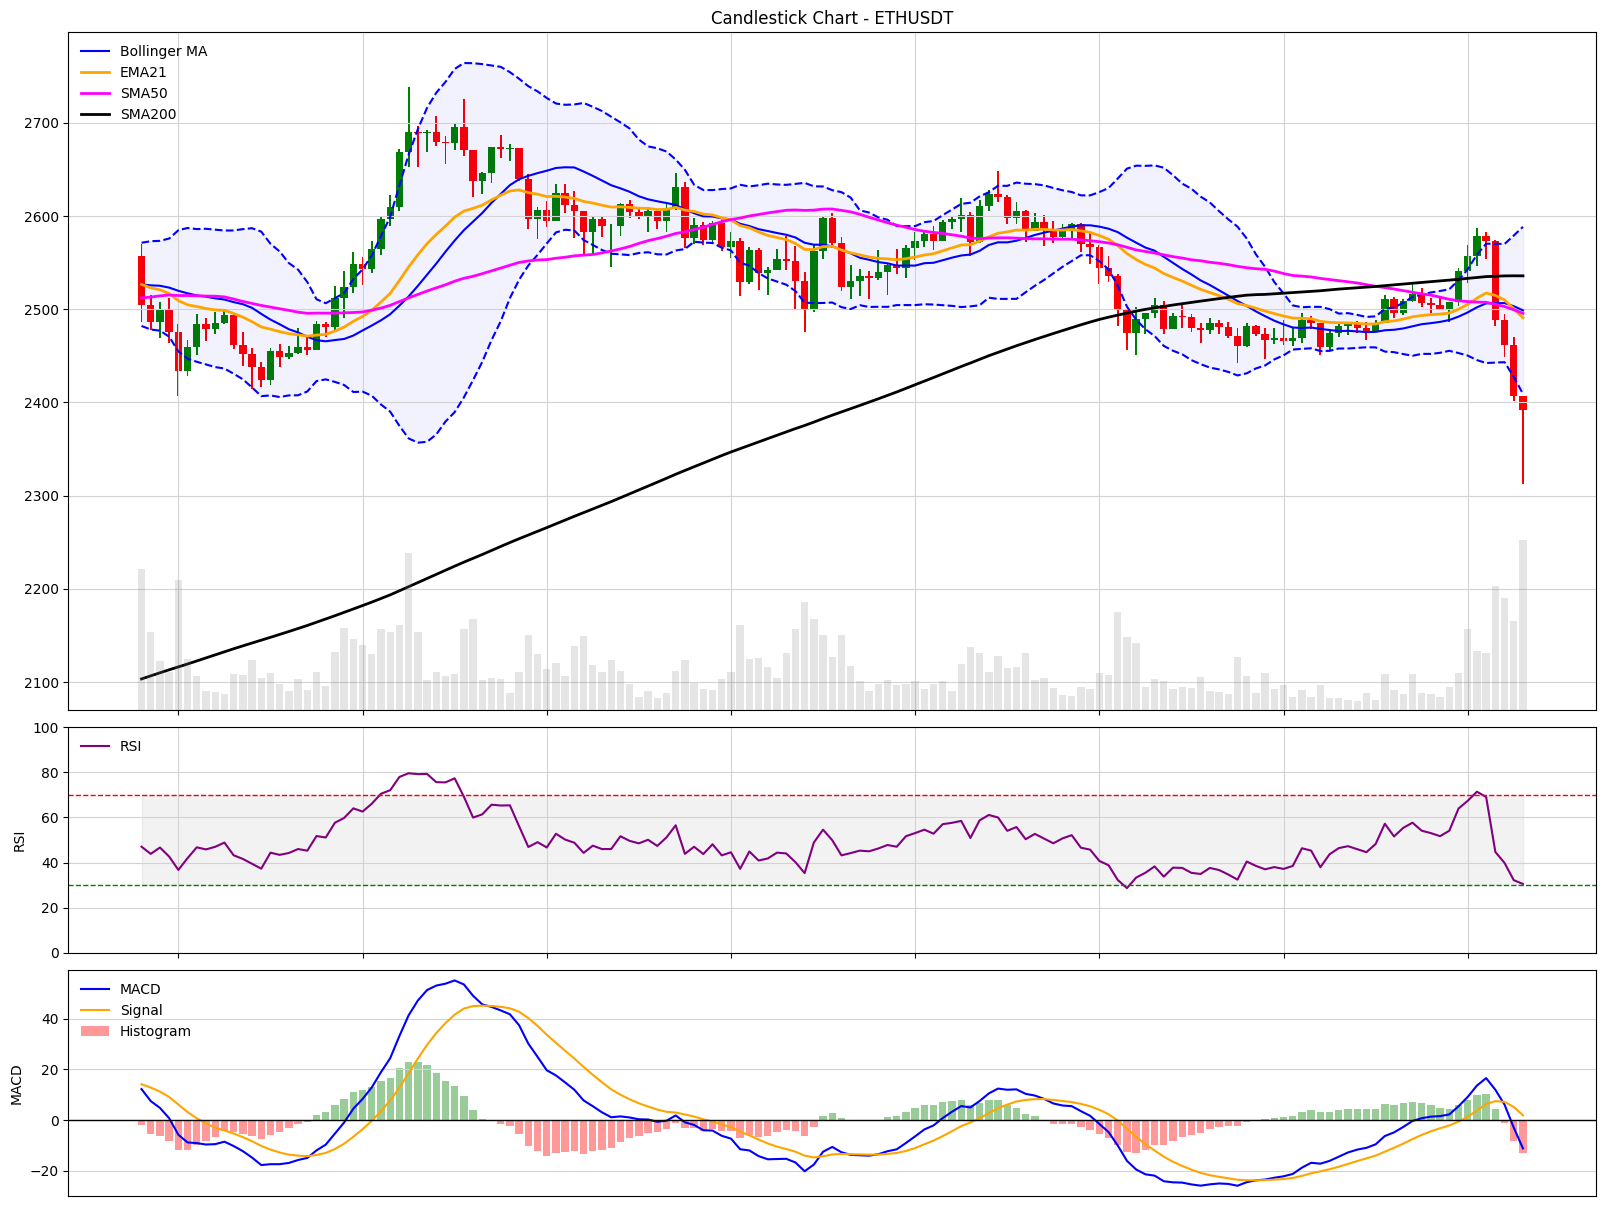 Candlestick Chart - ETHUSDT
Bollinger MA
EMA21
SMA50
SMA200
2700
2600
2500
2400
2300
2200
2100
RSI
100
80
60
40
20
0
RSI
MACD
Signal
Histogram
40
20
0
−20
MACD